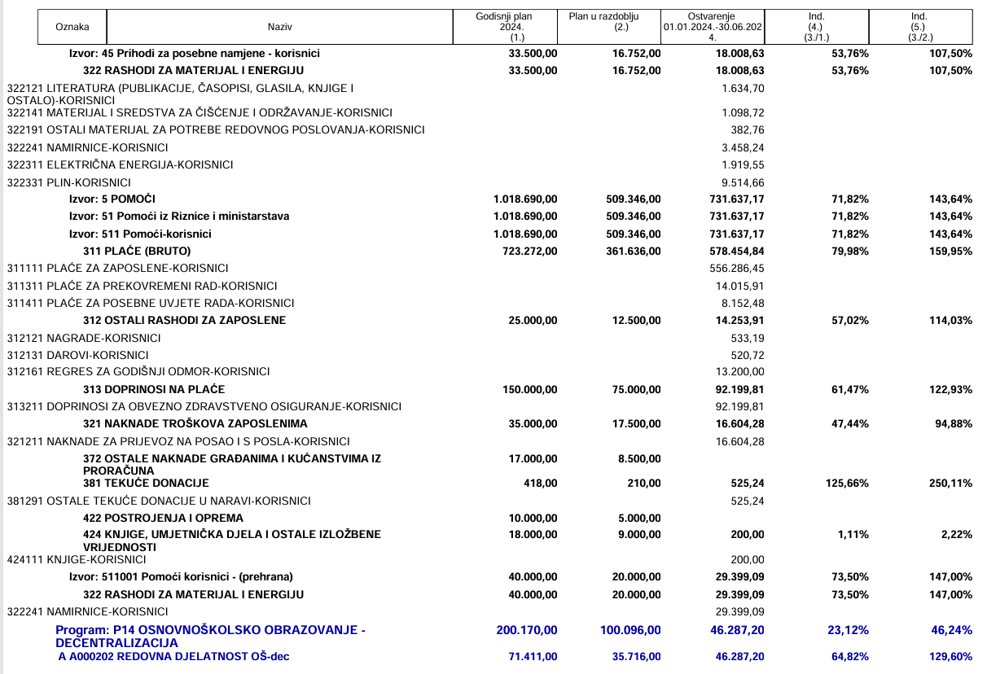 Oznaka Naziv Godisnji plan 2024. (1.) Plan u razdoblju (2.) Ostvarenje 01.01.2024.-30.06.2024. (3.) Ind. (4.) (3./1.) Ind. (5.) (3./2.)
Izvor: 45 Prihodi za posebne namjene - korisnici 33.500,00 16.752,00 18.008,63 53,76% 107,50%
322 RASHODI ZA MATERIJAL I ENERGIJU 33.500,00 16.752,00 18.008,63 53,76% 107,50%
322121 LITERATURA (PUBLIKACIJE, ČASOPISI, GLASILA, KNJIGE I 1.634,70
OSTALO)-KORISNICI
322141 MATERIJAL I SREDSTVA ZA ČIŠĆENJE I ODRŽAVANJE-KORISNICI 1.098,72
322191 OSTALI MATERIJAL ZA POTREBE REDOVNOG POSLOVANJA-KORISNICI 382,76
322241 NAMIRNICE-KORISNICI 3.458,24
322311 ELEKTRIČNA ENERGIJA-KORISNICI 1.919,55
322331 PLIN-KORISNICI 9.514,66
Izvor: 5 POMOĆI 1.018.690,00 509.346,00 731.637,17 71,82% 143,64%
Izvor: 51 Pomoći iz Riznice i ministarstava 1.018.690,00 509.346,00 731.637,17 71,82% 143,64%
Izvor: 511 Pomoći-korisnici 1.018.690,00 509.346,00 731.637,17 71,82% 143,64%
311 PLAĆE (BRUTO) 723.272,00 361.636,00 578.454,84 79,98% 159,95%
311111 PLAĆE ZA ZAPOSLENE-KORISNICI 556.286,45
311311 PLAĆE ZA PREKOVREMENI RAD-KORISNICI 14.015,91
311411 PLAĆE ZA POSEBNE UVJETE RADA-KORISNICI 8.152,48
312 OSTALI RASHODI ZA ZAPOSLENE 25.000,00 12.500,00 14.253,91 57,02% 114,03%
312121 NAGRADE-KORISNICI 533,19
312131 DAROVI-KORISNICI 520,72
312161 REGRES ZA GODIŠNJI ODMOR-KORISNICI 13.200,00
313 DOPRINOSI NA PLAĆE 150.000,00 75.000,00 92.199,81 61,47% 122,93%
313211 DOPRINOSI ZA OBVEZNO ZDRAVSTVENO OSIGURANJE-KORISNICI 92.199,81
321 NAKNADE TROŠKOVA ZAPOSLENIMA 35.000,00 17.500,00 16.604,28 47,44% 94,88%
321211 NAKNADE ZA PRIJEVOZ NA POSAO I S POSLA-KORISNICI 16.604,28
372 OSTALE NAKNADE GRAĐANIMA I KUĆANSTVIMA IZ 17.000,00 8.500,00
PRORAČUNA
381 TEKUĆE DONACIJE 418,00 210,00 525,24 125,66% 250,11%
381291 OSTALE TEKUĆE DONACIJE U NARAVI-KORISNICI 525,24
422 POSTROJENJA I OPREMA 10.000,00 5.000,00
424 KNJIGE, UMJETNIČKA DJELA I OSTALE IZLOŽBENE 18.000,00 9.000,00 200,00 1,11% 2,22%
VRIJEDNOSTI
424111 KNJIGE-KORISNICI 200,00
Izvor: 511001 Pomoći korisnici - (prehrana) 40.000,00 20.000,00 29.399,09 73,50% 147,00%
322 RASHODI ZA MATERIJAL I ENERGIJU 40.000,00 20.000,00 29.399,09 73,50% 147,00%
322241 NAMIRNICE-KORISNICI 29.399,09
Program: P14 OSNOVNOŠKOLSKO OBRAZOVANJE - 200.170,00 100.096,00 46.287,20 23,12% 46,24%
DECENTRALIZACIJA
A A000202 REDOVNA DJELATNOST OŠ-dec 71.411,00 35.716,00 46.287,20 64,82% 129,60%